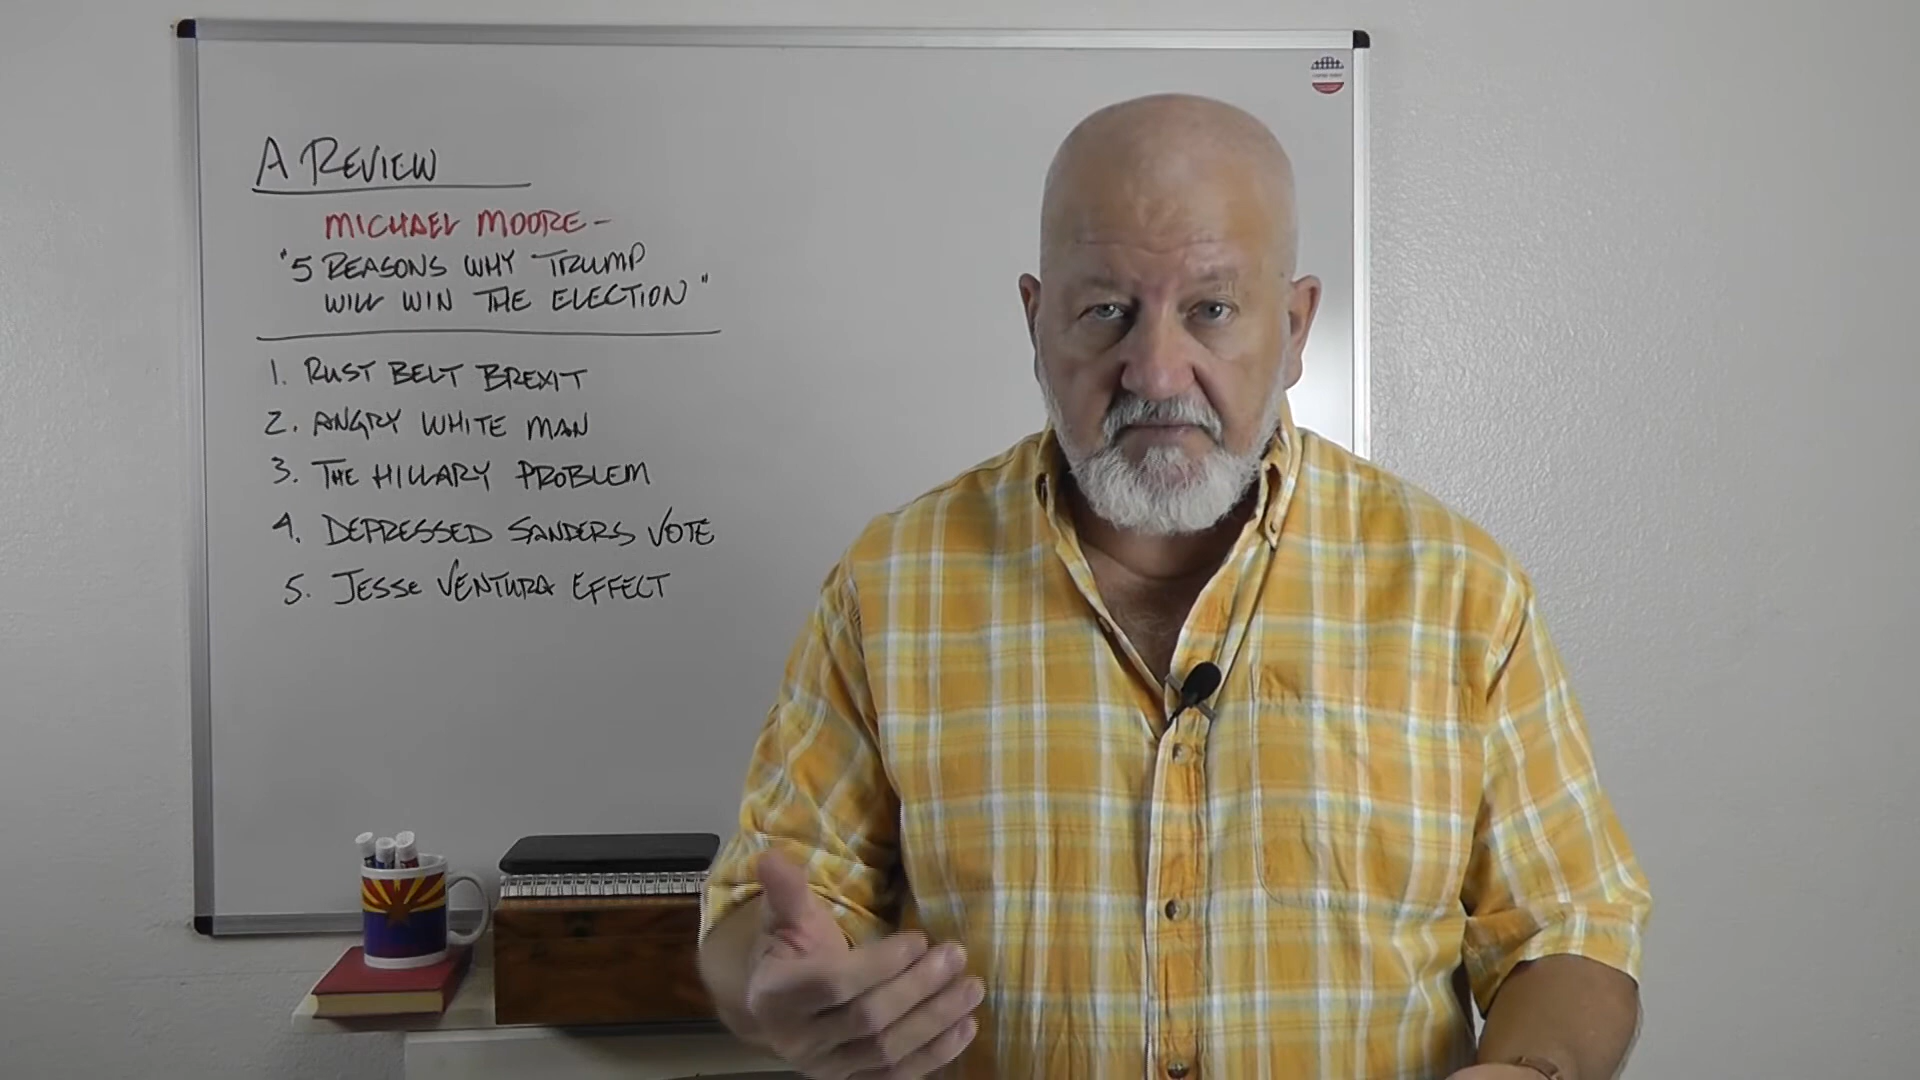 A REVIEW
MICHAEL MOORE -
"5 REASONS WHY TRUMP
WILL WIN THE ELECTION"
1. RUST BELT BREXIT
2. ANGRY WHITE MAN
3. THE HILLARY PROBLEM
4. DEPRESSED SANDERS VOTE
5. JESSE VENTURA EFFECT